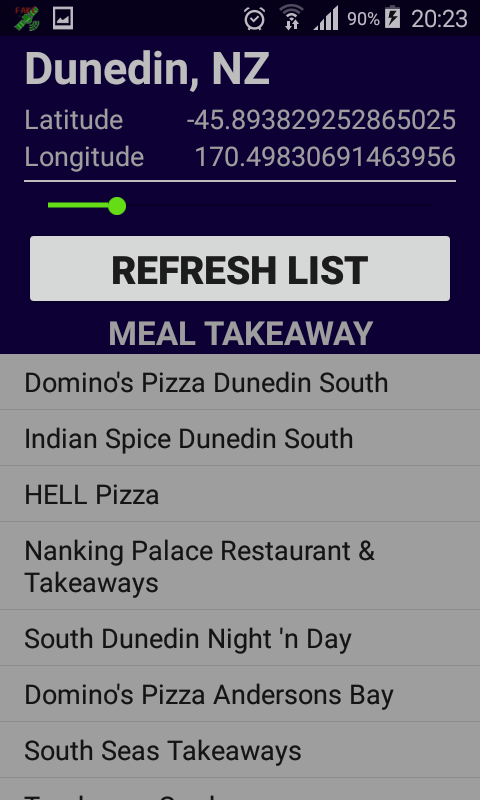 FAKE
90%
20:23
Dunedin, NZ
Latitude -45.893829252865025
Longitude 170.49830691463956
REFRESH LIST
MEAL TAKEAWAY
Domino's Pizza Dunedin South
Indian Spice Dunedin South
HELL Pizza
Nanking Palace Restaurant &
Takeaways
South Dunedin Night 'n Day
Domino's Pizza Andersons Bay
South Seas Takeaways